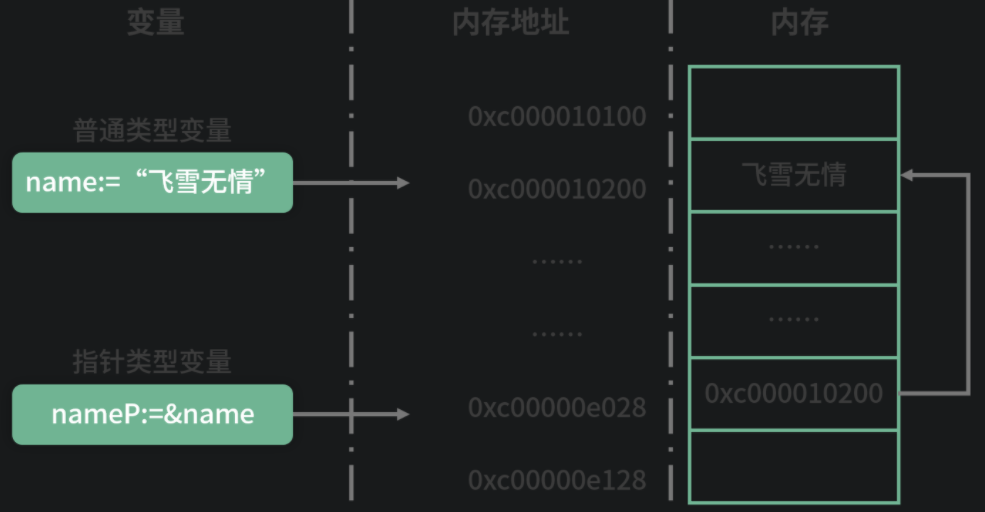 变量 内存地址 内存
0xc000010100
普通类型变量
name:=“飞雪无情” 0xc000010200 飞雪无情
…… ……
…… ……
指针类型变量
nameP:=&name 0xc00000e028 0xc000010200
0xc00000e128